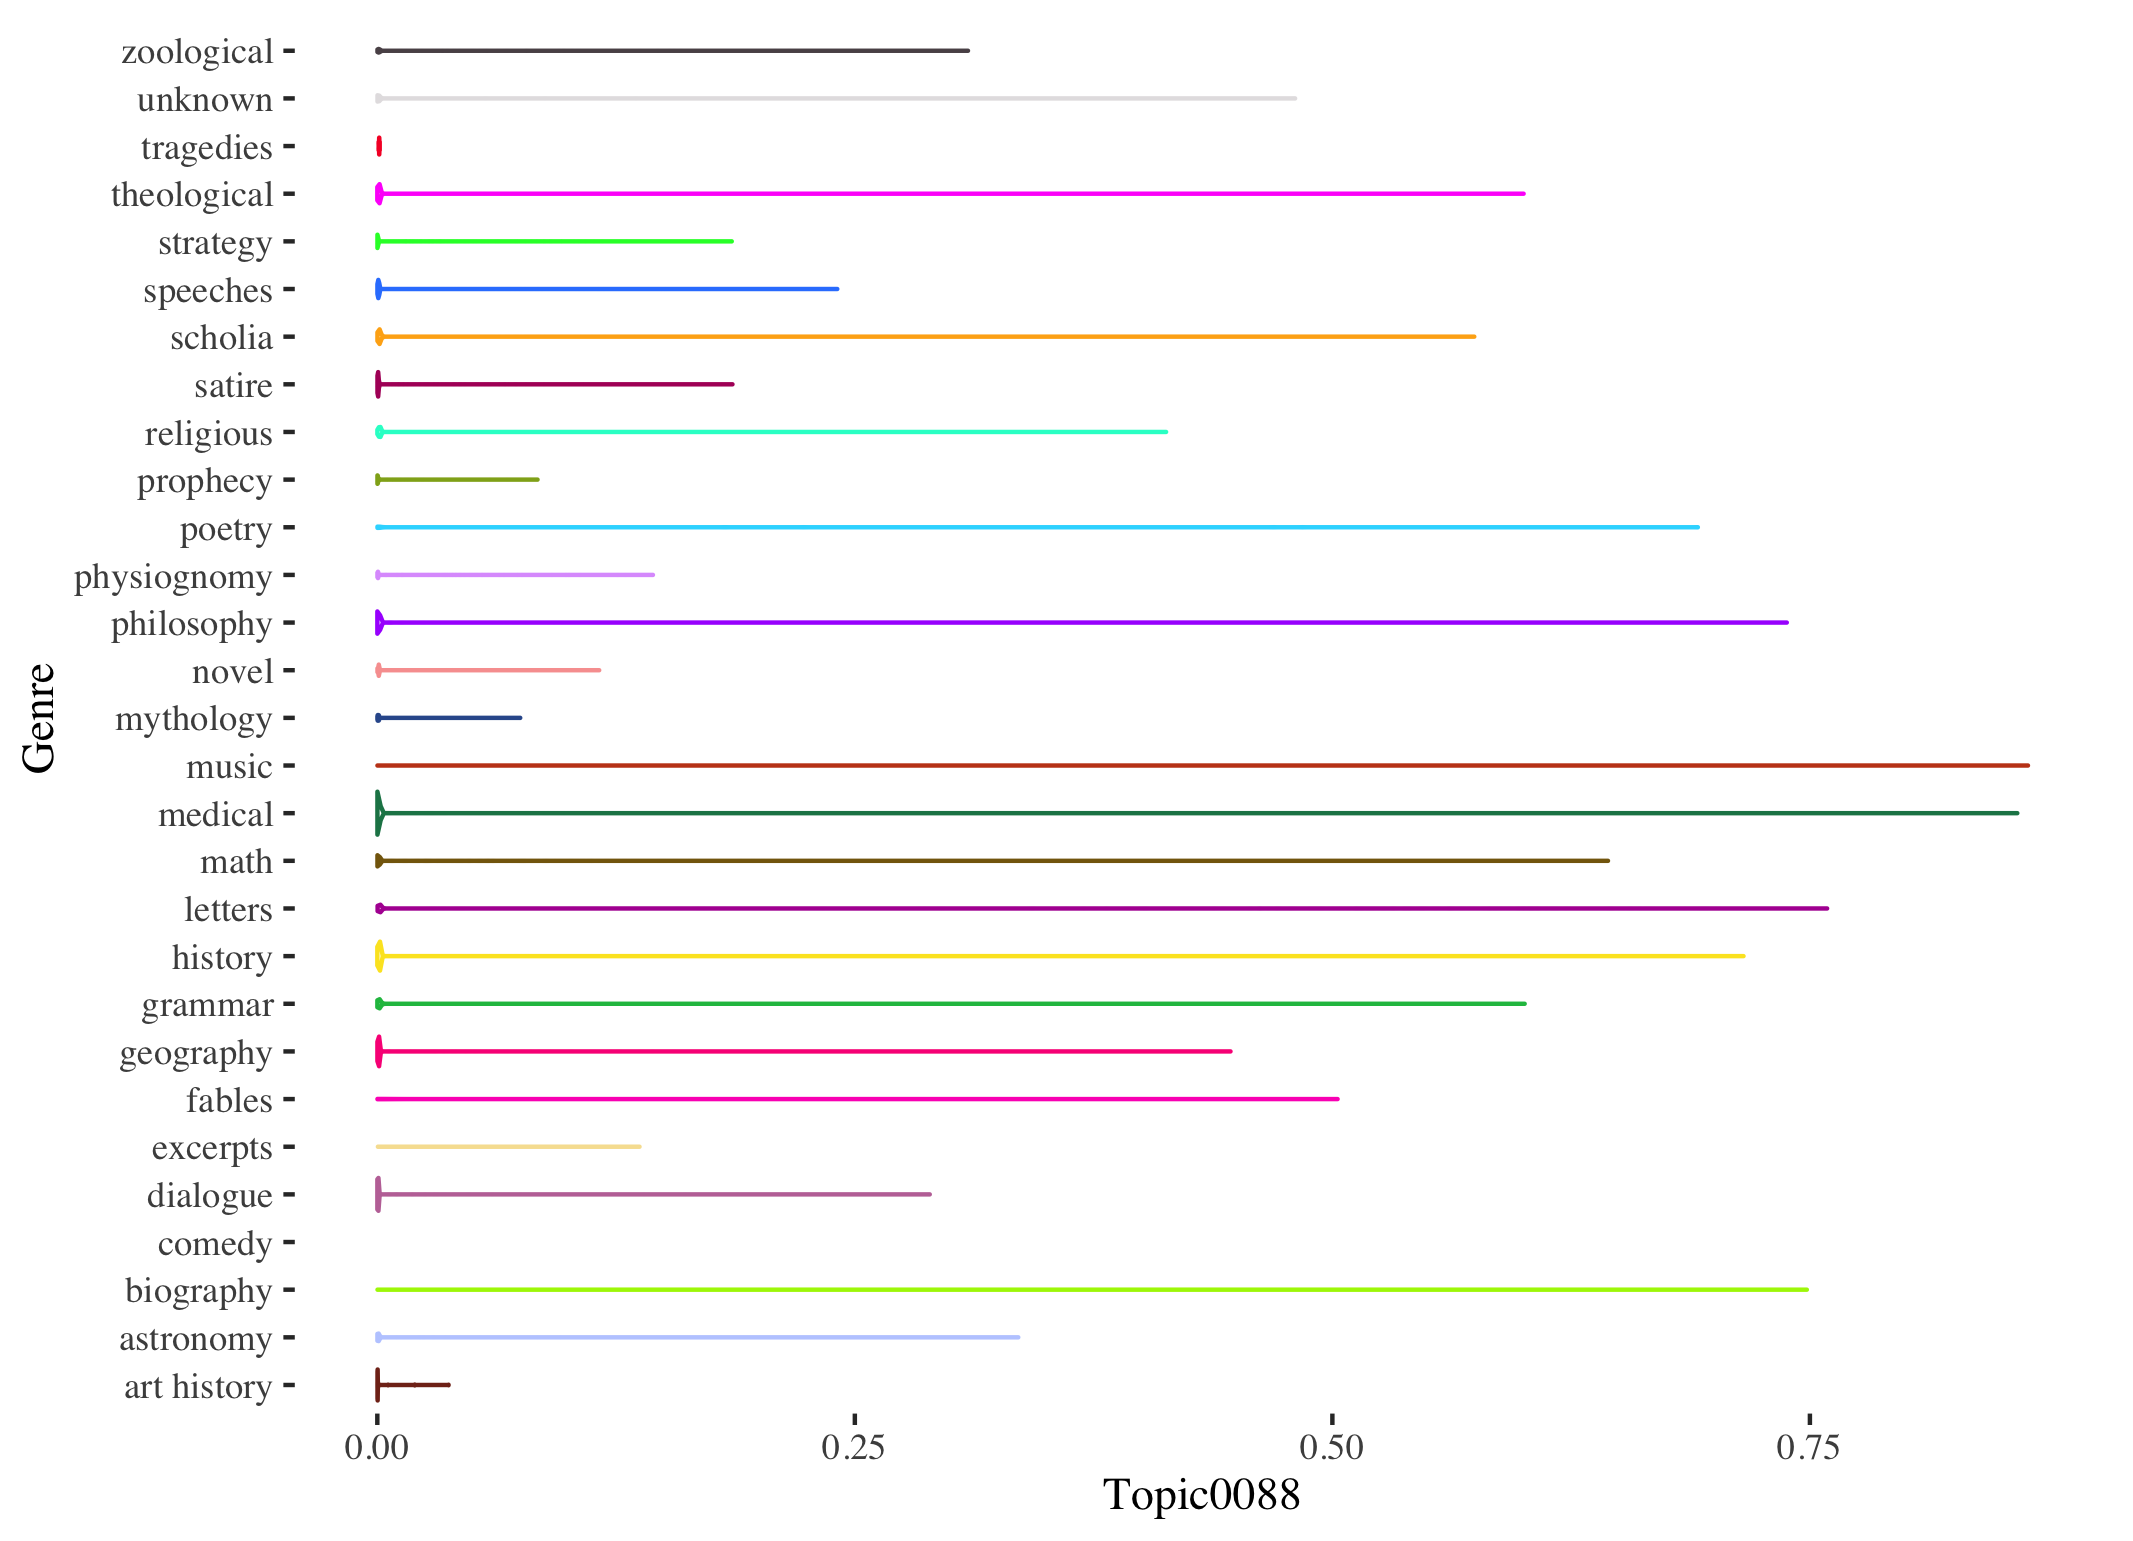 zoological
unknown
tragedies
theological
strategy
speeches
scholia
satire
religious
prophecy
poetry
physiognomy
philosophy
novel
mythology
music
medical
math
letters
history
grammar
geography
fables
excerpts
dialogue
comedy
biography
astronomy
art history
Genre
0.00 0.25 0.50 0.75
Topic0088